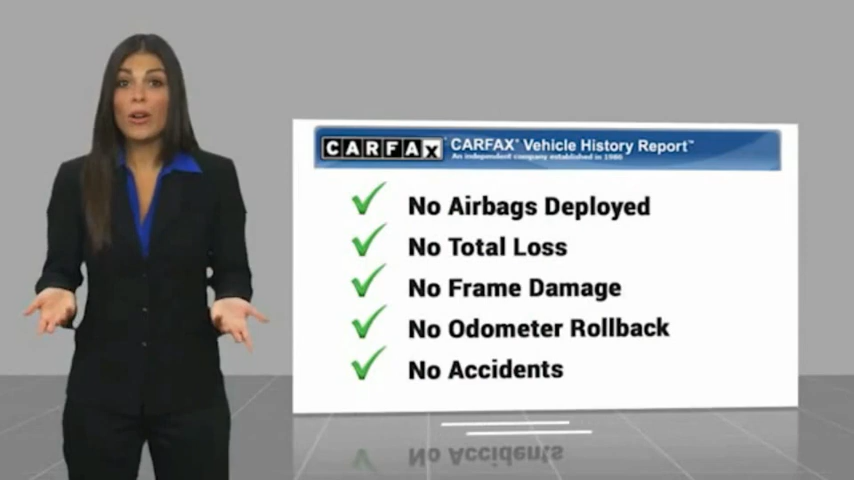 CARFAX CARFAX® Vehicle History Report™
An independent company established in 1986
No Airbags Deployed
No Total Loss
No Frame Damage
No Odometer Rollback
No Accidents
No Accidents